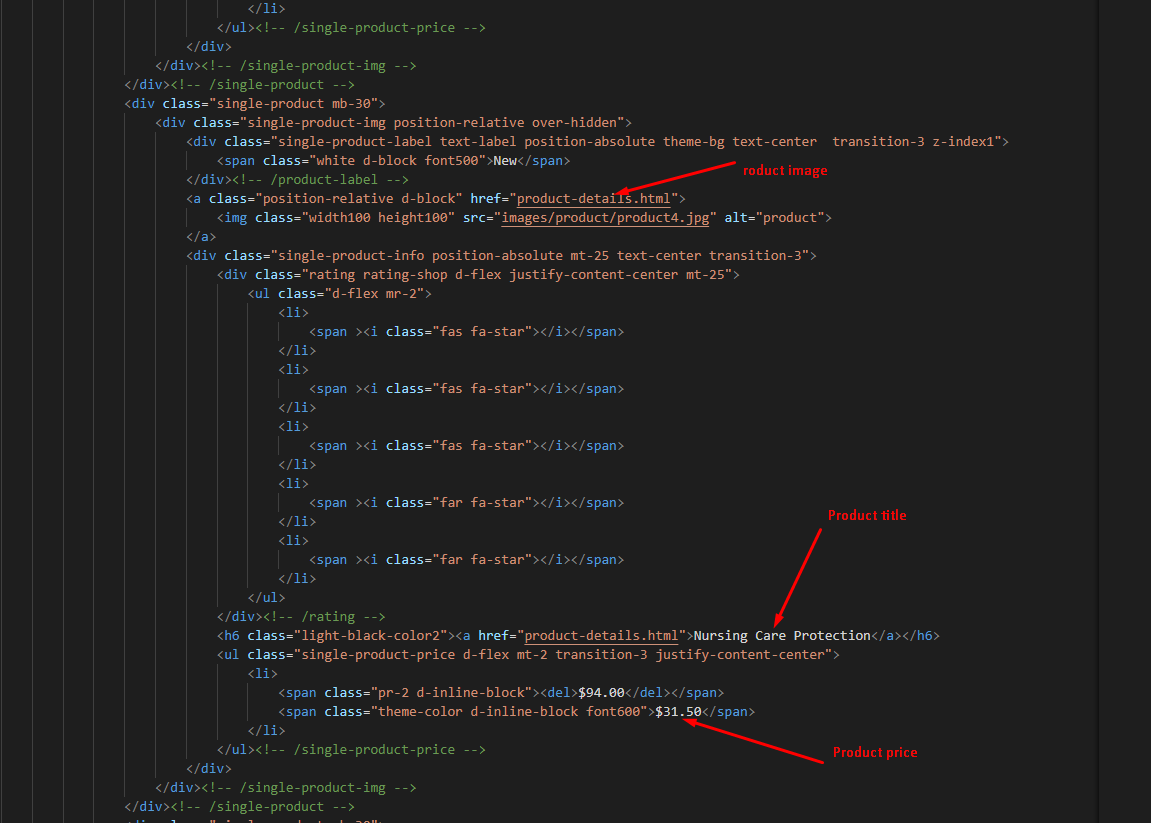 </li>
</ul><!-- /single-product-price -->
</div>
</div><!-- /single-product-img -->
</div><!-- /single-product -->
<div class="single-product mb-30">
<div class="single-product-img position-relative over-hidden">
<div class="single-product-label text-label position-absolute theme-bg text-center  transition-3 z-index1">
<span class="white d-block font500">New</span>
roduct image
</div><!-- /product-label -->
<a class="position-relative d-block" href="product-details.html">
<img class="width100 height100" src="images/product/product4.jpg" alt="product">
</a>
<div class="single-product-info position-absolute mt-25 text-center transition-3">
<div class="rating rating-shop d-flex justify-content-center mt-25">
<ul class="d-flex mr-2">
<li>
<span ><i class="fas fa-star"></i></span>
</li>
<li>
<span ><i class="fas fa-star"></i></span>
</li>
<li>
<span ><i class="fas fa-star"></i></span>
</li>
<li>
<span ><i class="far fa-star"></i></span>
</li>
Product title
<li>
<span ><i class="far fa-star"></i></span>
</li>
</ul>
</div><!-- /rating -->
<h6 class="light-black-color2"><a href="product-details.html">Nursing Care Protection</a></h6>
<ul class="single-product-price d-flex mt-2 transition-3 justify-content-center">
<li>
<span class="pr-2 d-inline-block"><del>$94.00</del></span>
<span class="theme-color d-inline-block font600">$31.50</span>
</li>
</ul><!-- /single-product-price -->
Product price
</div>
</div><!-- /single-product-img -->
</div><!-- /single-product -->